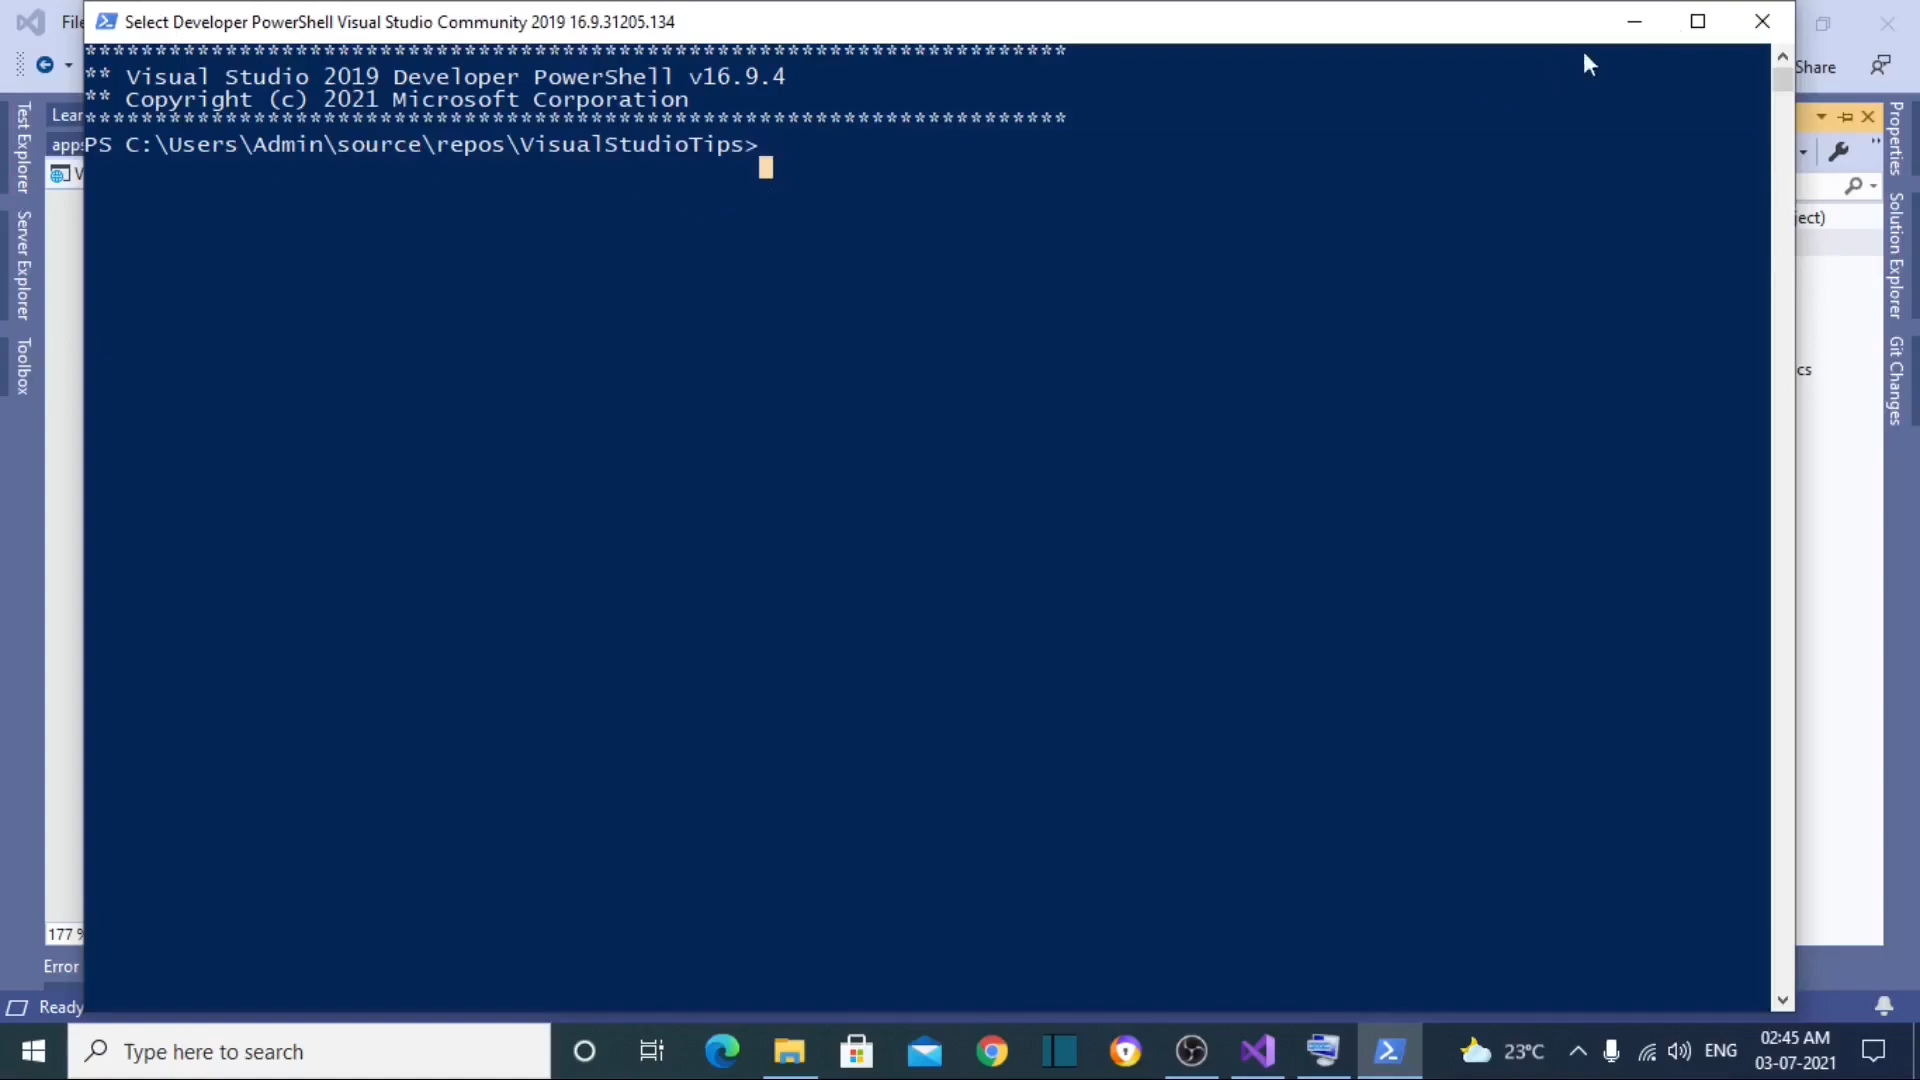 File
Select Developer PowerShell Visual Studio Community 2019 16.9.31205.134
**********************************************************************
** Visual Studio 2019 Developer PowerShell v16.9.4
** Copyright (c) 2021 Microsoft Corporation
**********************************************************************
PS C:\Users\Admin\source\repos\VisualStudioTips>
Share
Test Explorer
Server Explorer
Toolbox
Lear
apps
V
ject)
cs
Properties
Solution Explorer
Git Changes
177 %
Error
Ready
Type here to search
23°C
ENG
02:45 AM
03-07-2021